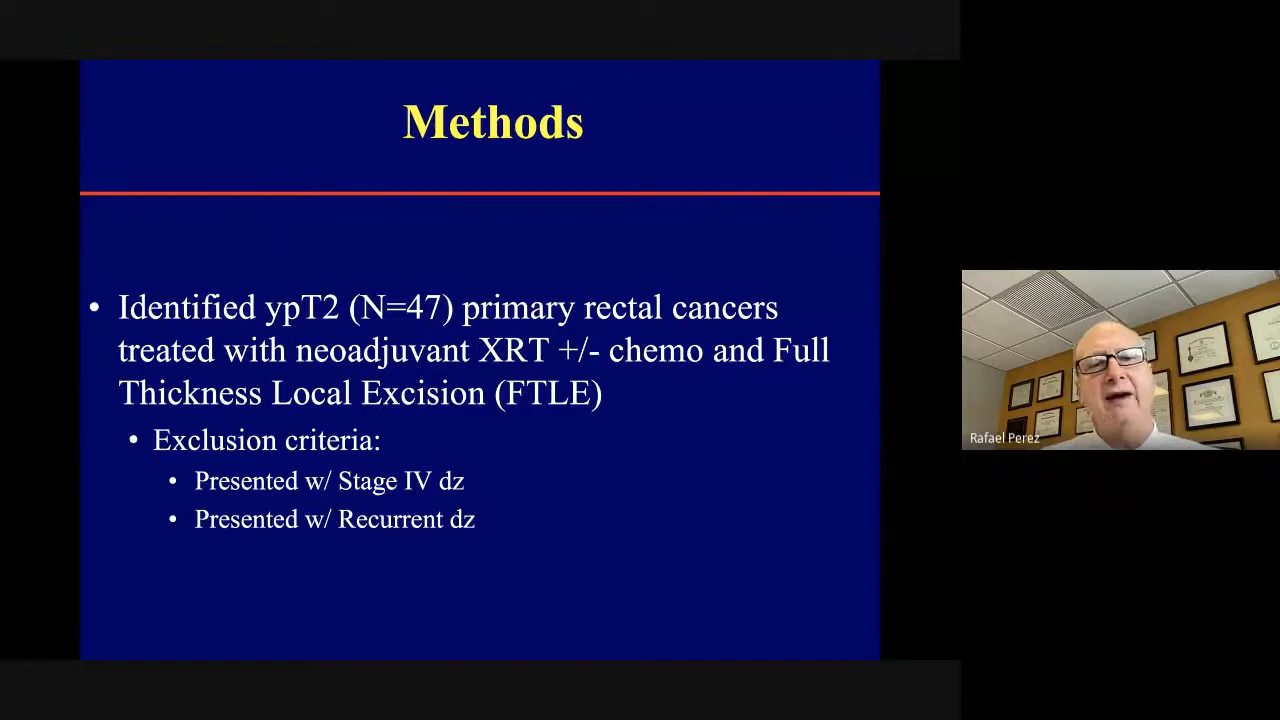 Methods
• Identified ypT2 (N=47) primary rectal cancers
treated with neoadjuvant XRT +/- chemo and Full
Thickness Local Excision (FTLE)
• Exclusion criteria:
• Presented w/ Stage IV dz
• Presented w/ Recurrent dz
Rafael Perez